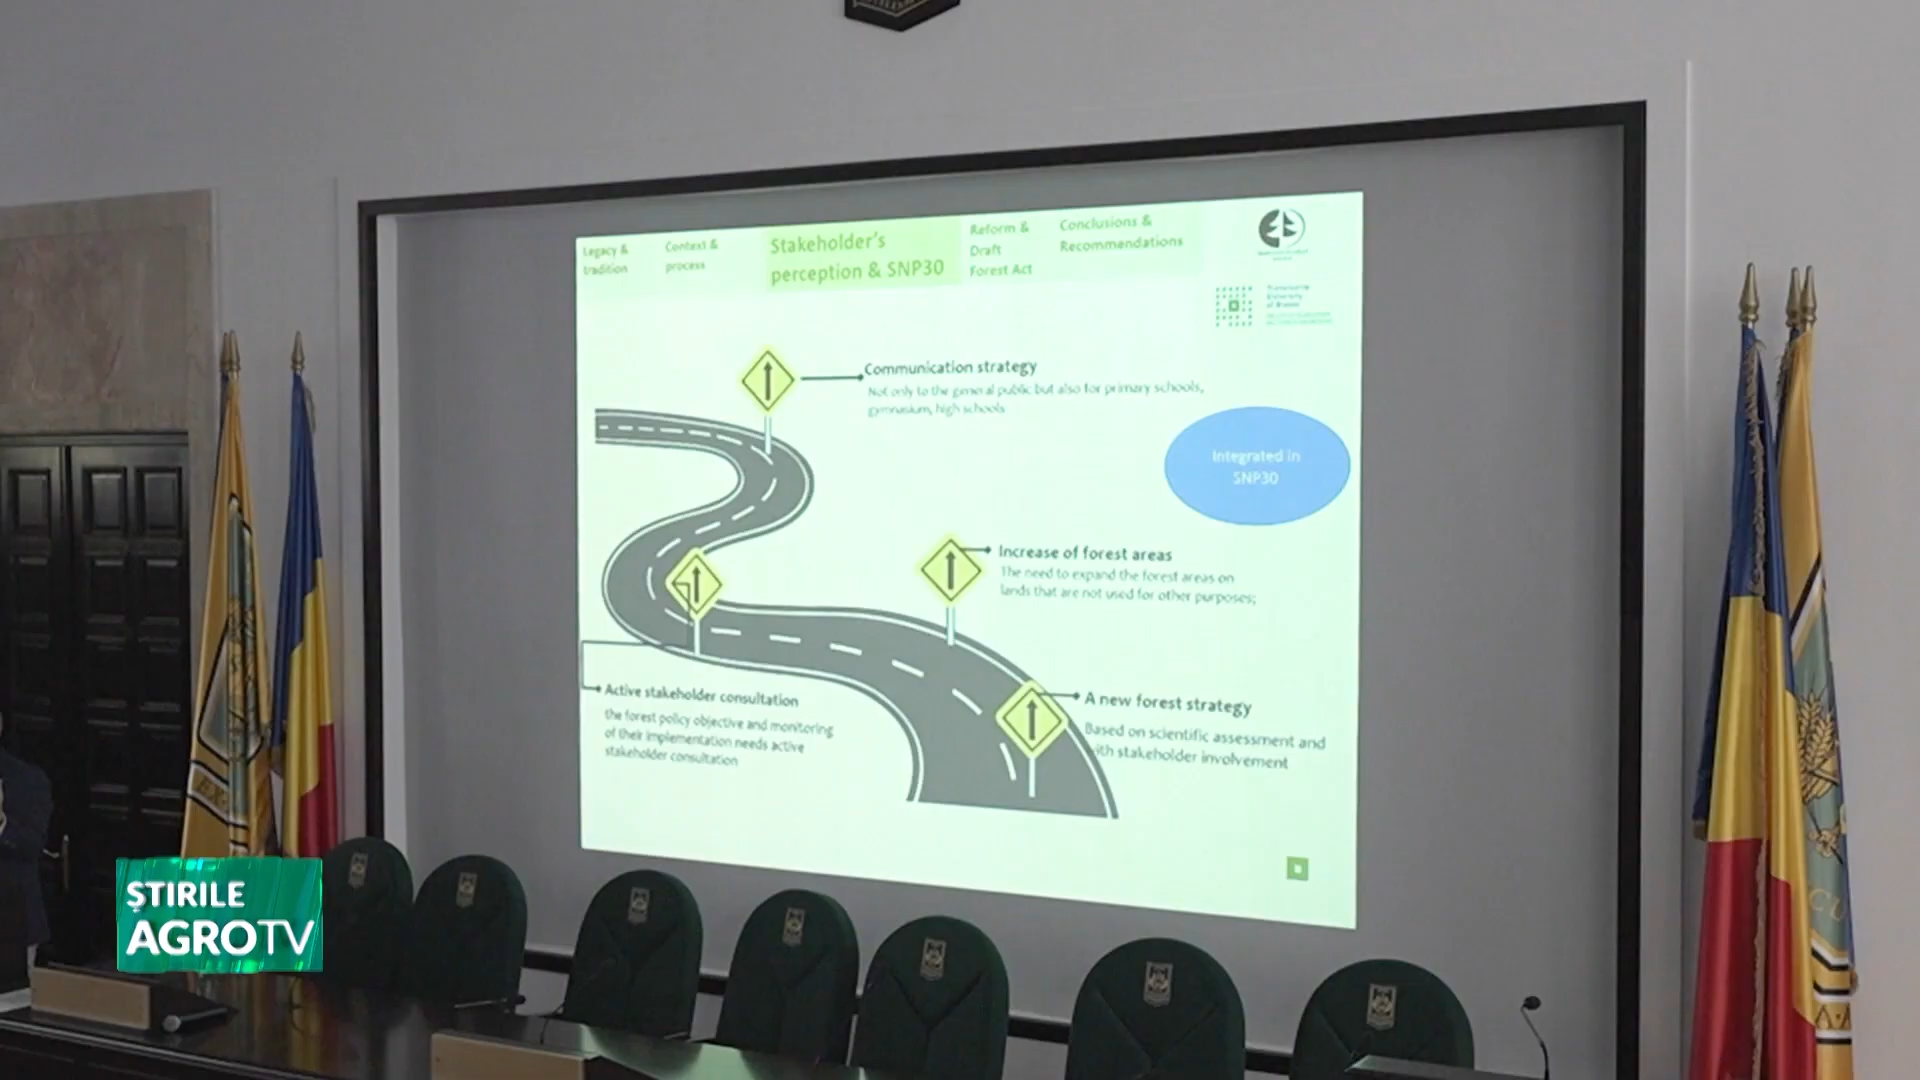 Legacy &
tradition
Context &
process
Stakeholder's
perception & SNP30
Reform &
Draft
Forest Act
Conclusions &
Recommendations
Transilvania
University
of Brasov
Communication strategy
Not only to the general public but also for primary schools,
gymnasium, high schools
Integrated in
SNP30
Increase of forest areas
The need to expand the forest areas on
lands that are not used for other purposes;
Active stakeholder consultation
the forest policy objective and monitoring
of their implementation needs active
stakeholder consultation
A new forest strategy
Based on scientific assessment and
with stakeholder involvement
ȘTIRILE
AGROTV